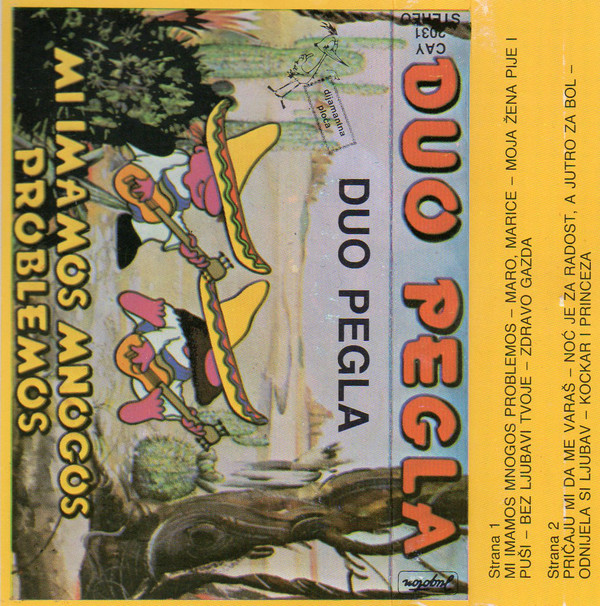 DUO PEGLA
CAY
2031
STEREO
dijamantna
ploča
DUO PEGLA
MI IMAMOS MNOGOS
PROBLEMOS
Jugoton
Strana 1
MI IMAMOS MNOGOS PROBLEMOS – MARO, MARICE – MOJA ŽENA PIJE I
PUŠI – BEZ LJUBAVI TVOJE – ZDRAVO GAZDA
Strana 2
PRIČAJU MI DA ME VARAŠ – NOĆ JE ZA RADOST, A JUTRO ZA BOL –
ODNIJELA SI LJUBAV – KOCKAR I PRINCEZA